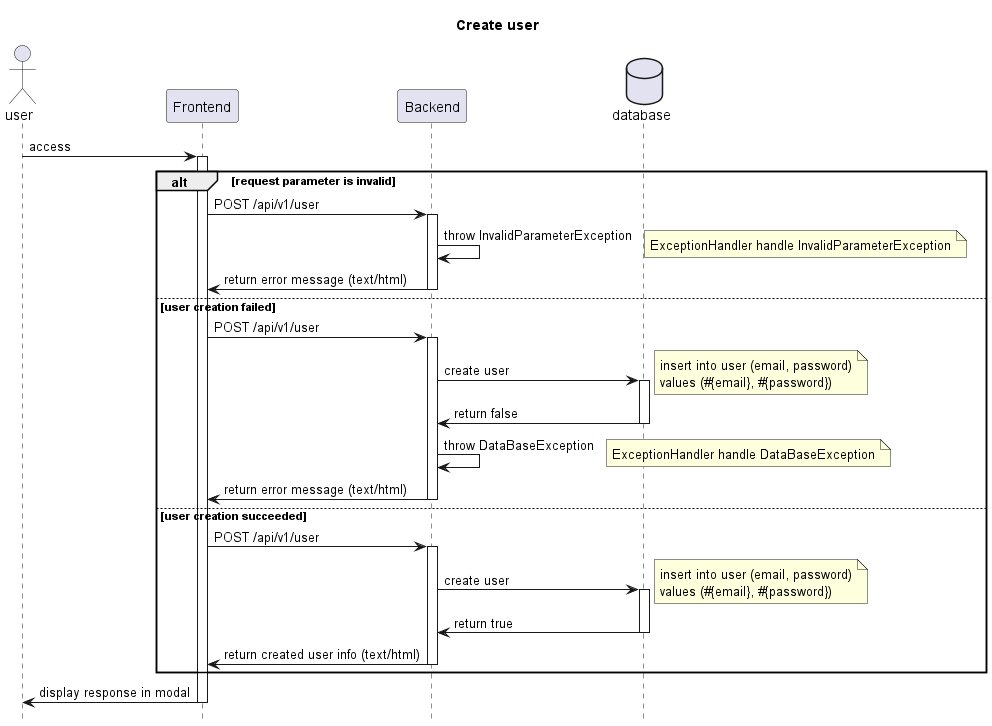 Create user
user
Frontend
Backend
database
access
alt
[request parameter is invalid]
POST /api/v1/user
throw InvalidParameterException
ExceptionHandler handle InvalidParameterException
return error message (text/html)
[user creation failed]
POST /api/v1/user
create user
insert into user (email, password)
values (#{email}, #{password})
return false
throw DataBaseException
ExceptionHandler handle DataBaseException
return error message (text/html)
[user creation succeeded]
POST /api/v1/user
create user
insert into user (email, password)
values (#{email}, #{password})
return true
return created user info (text/html)
display response in modal